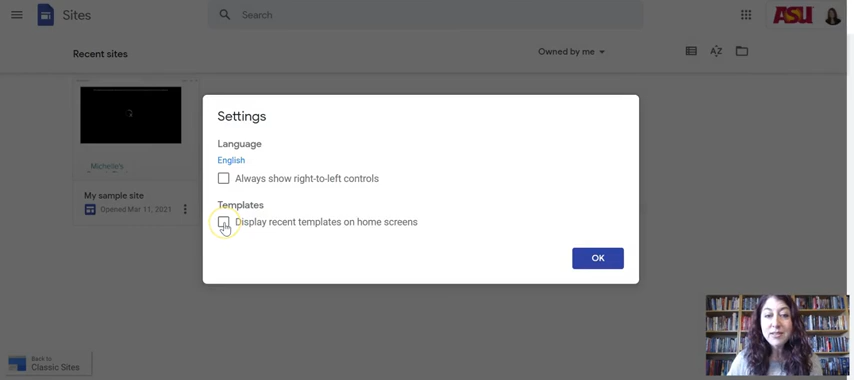 Sites
Search
ASU
Recent sites
Owned by me
Settings
Language
English
Always show right-to-left controls
Templates
Display recent templates on home screens
OK
Michelle's
My sample site
Opened Mar 11, 2021
Back to
Classic Sites